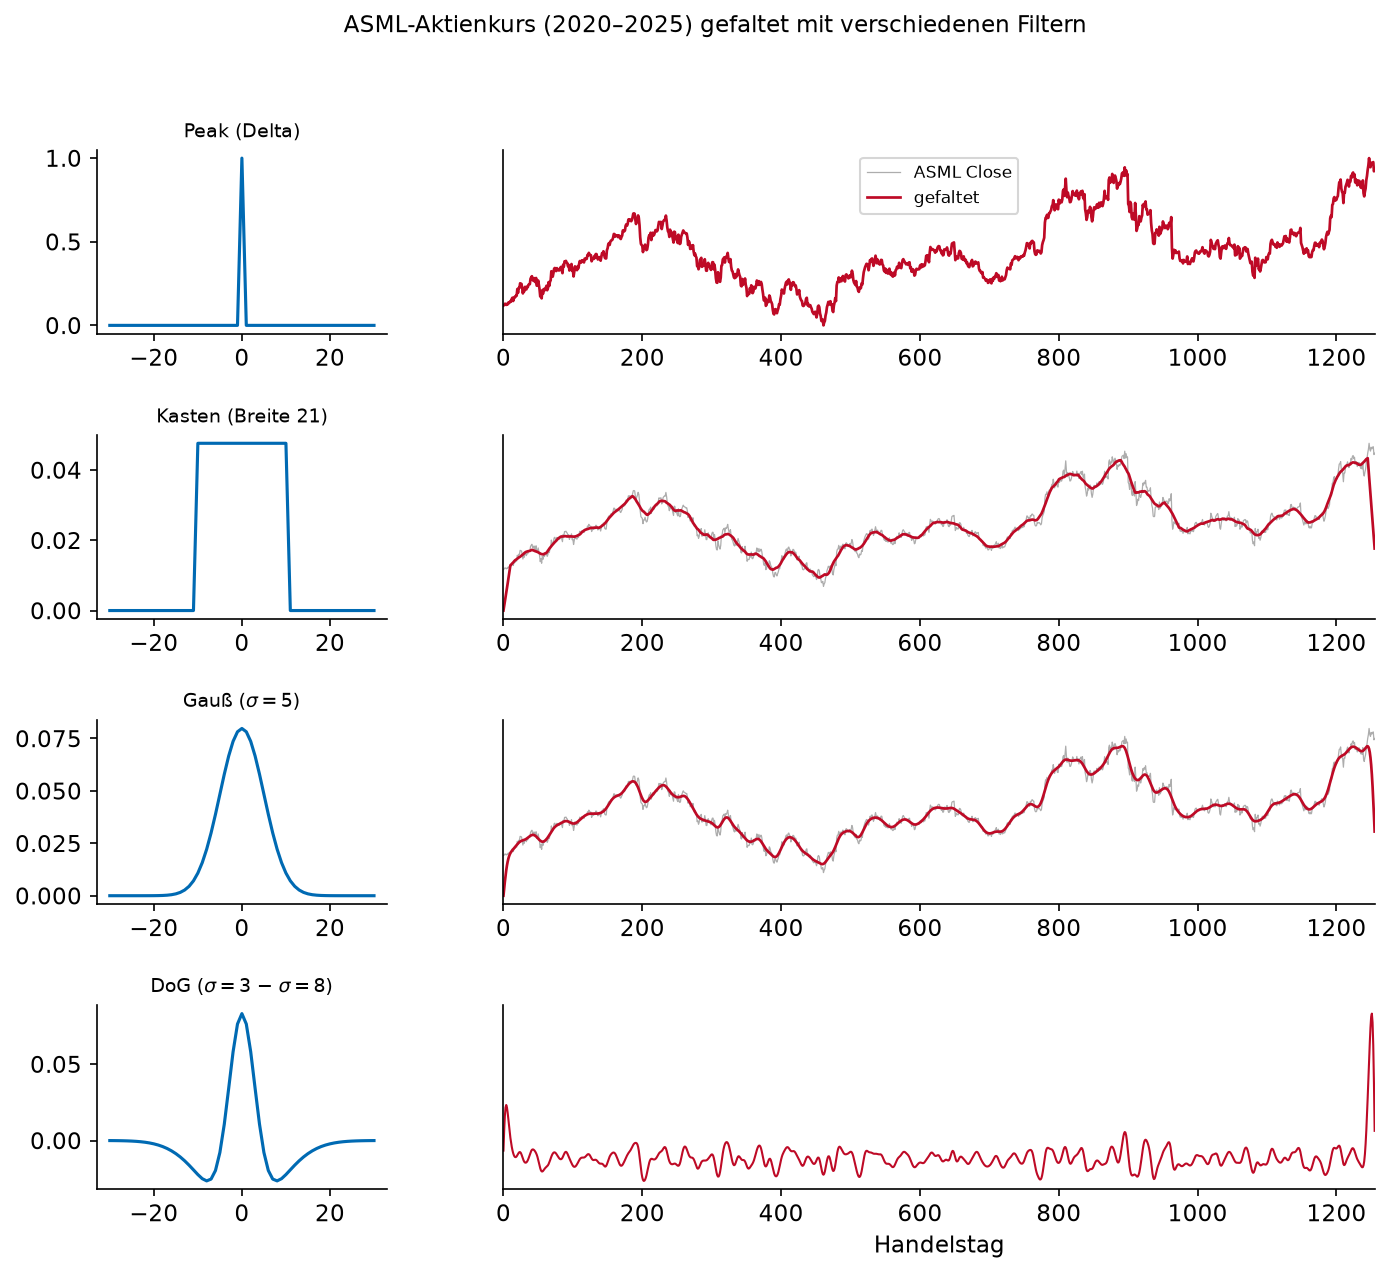 ASML-Aktienkurs (2020–2025) gefaltet mit verschiedenen Filtern
Peak (Delta)
1.0
0.5
0.0
−20 0 20
ASML Close
gefaltet
0 200 400 600 800 1000 1200
Kasten (Breite 21)
0.04
0.02
0.00
−20 0 20
0 200 400 600 800 1000 1200
Gauß (σ = 5)
0.075
0.050
0.025
0.000
−20 0 20
0 200 400 600 800 1000 1200
DoG (σ = 3 − σ = 8)
0.05
0.00
−20 0 20
0 200 400 600 800 1000 1200
Handelstag